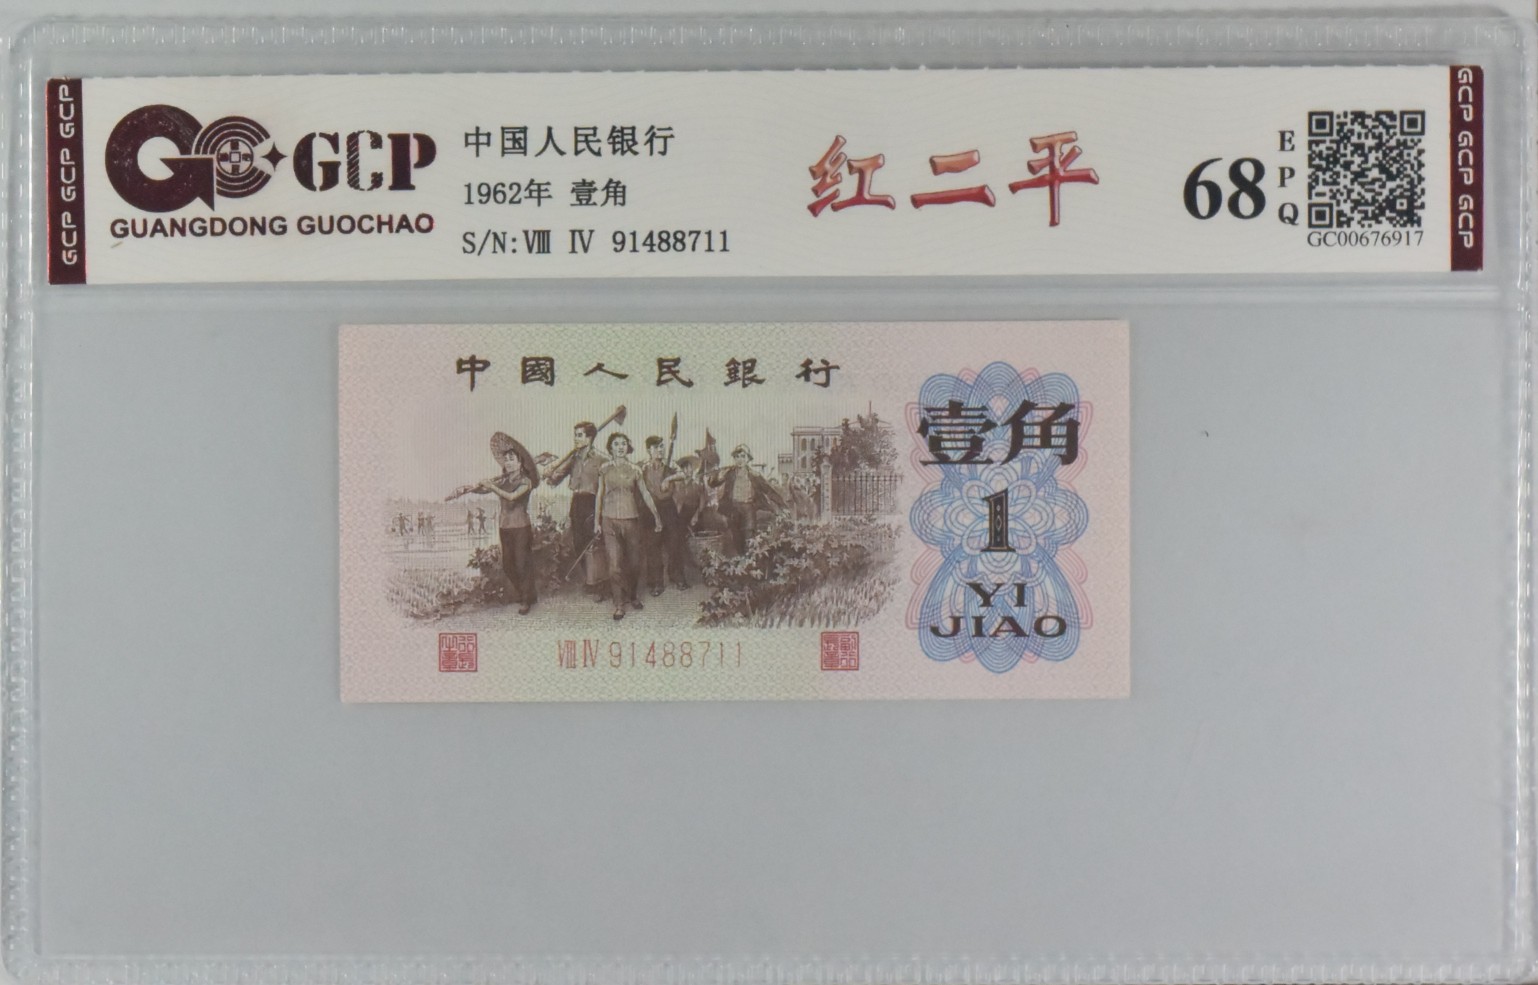 GCP GCP GCP
GCP
GUANGDONG GUOCHAO
中国人民银行
1962年 壹角
S/N: Ⅷ Ⅳ 91488711
红二平
68
EPQ
GC00676917
GCP GCP GCP
中國人民銀行
壹角
1
YI
JIAO
Ⅷ Ⅳ 91488711